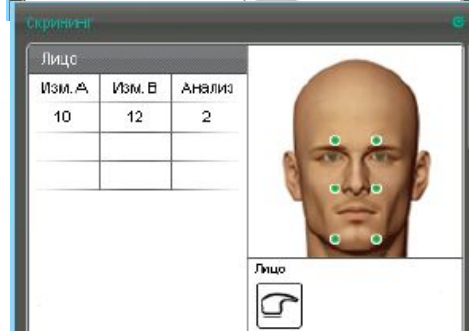 Скрининг
Лицо
Изм. А Изм. В Анализ
10 12 2
Лицо